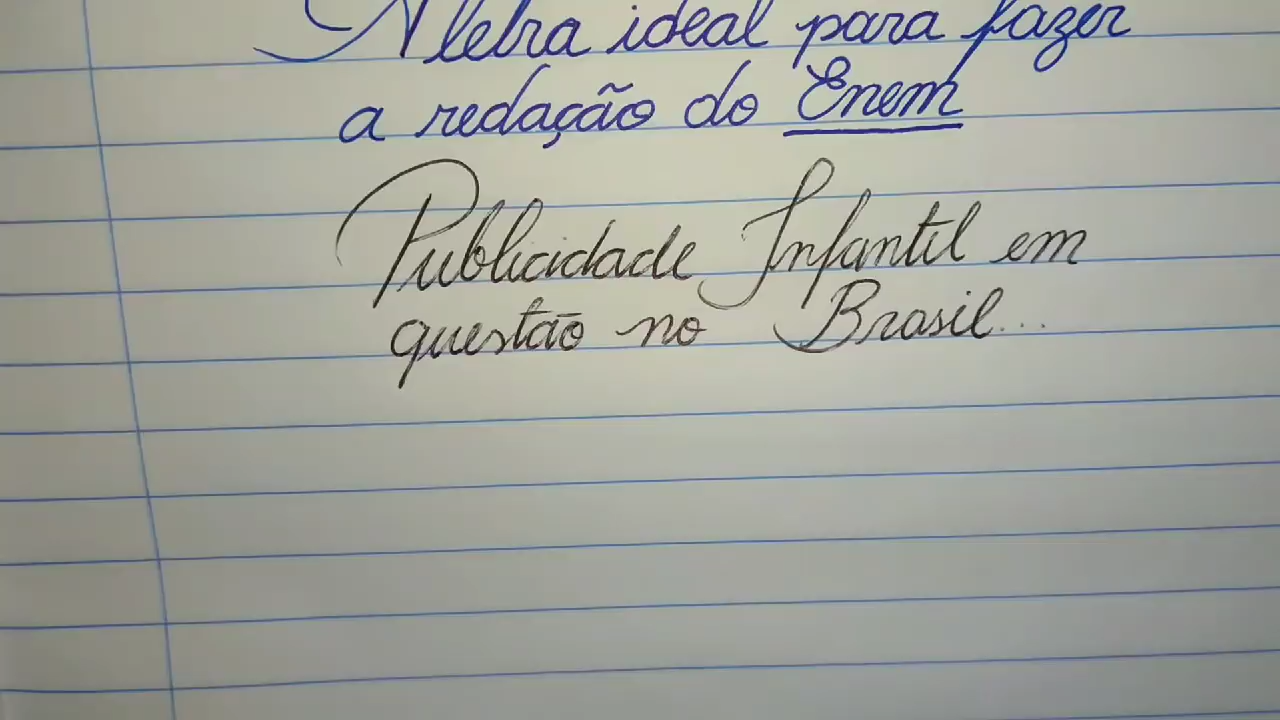 A letra ideal para fazer
a redação do Enem
Publicidade Infantil em
questão no Brasil...